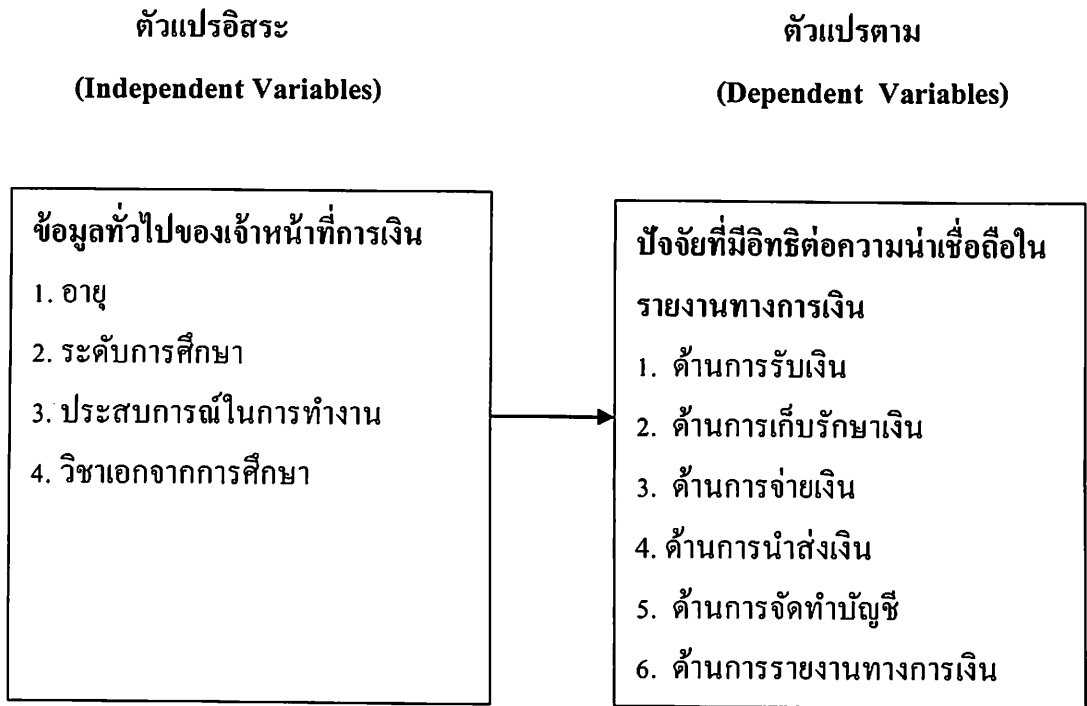 ตัวแปรอิสระ
(Independent Variables)
ตัวแปรตาม
(Dependent Variables)
ข้อมูลทั่วไปของเจ้าหน้าที่การเงิน
1. อายุ
2. ระดับการศึกษา
3. ประสบการณ์ในการทำงาน
4. วิชาเอกจากการศึกษา
ปัจจัยที่มีอิทธิต่อความน่าเชื่อถือใน
รายงานทางการเงิน
1. ด้านการรับเงิน
2. ด้านการเก็บรักษาเงิน
3. ด้านการจ่ายเงิน
4. ด้านการนำส่งเงิน
5. ด้านการจัดทำบัญชี
6. ด้านการรายงานทางการเงิน